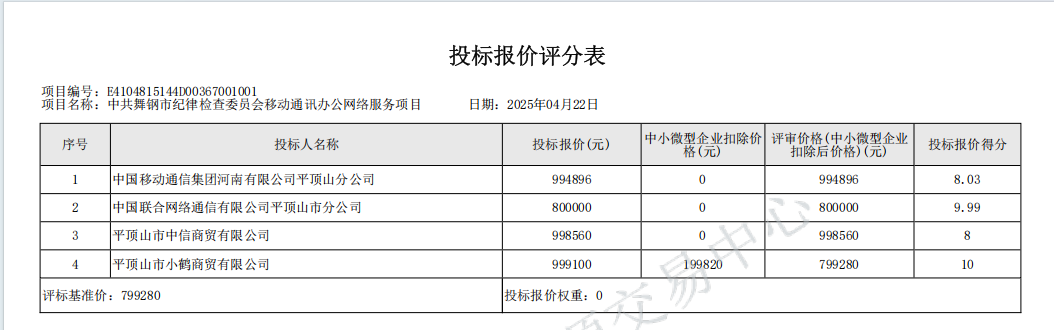 投标报价评分表
项目编号: E4104815144D00367001001
项目名称: 中共舞钢市纪律检查委员会移动通讯办公网络服务项目 日期: 2025年04月22日
序号 投标人名称 投标报价(元) 中小微型企业扣除价格(元) 评审价格(中小微型企业扣除后价格)(元) 投标报价得分
1 中国移动通信集团河南有限公司平顶山分公司 994896 0 994896 8.03
2 中国联合网络通信有限公司平顶山市分公司 800000 0 800000 9.99
3 平顶山市中信商贸有限公司 998560 0 998560 8
4 平顶山市小鹤商贸有限公司 999100 199820 799280 10
评标基准价: 799280 投标报价权重: 0
源交易中心